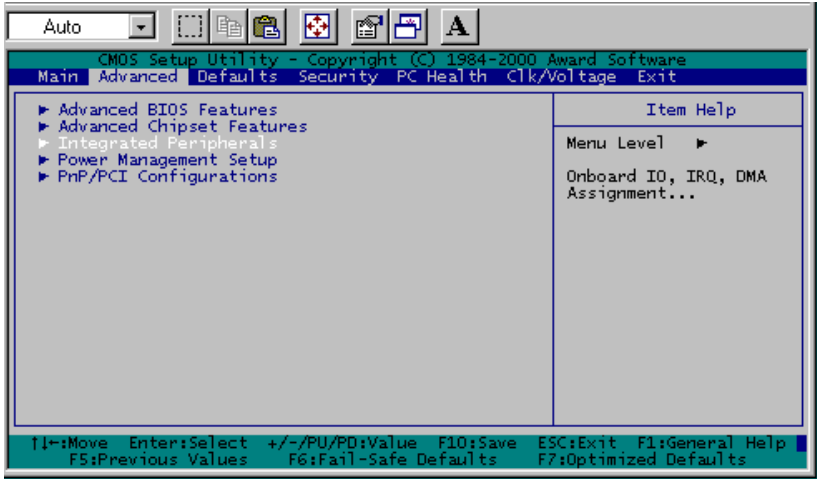 Auto
A
CMOS Setup Utility - Copyright (C) 1984-2000 Award Software
Main Advanced Defaults Security PC Health Clk/Voltage Exit
► Advanced BIOS Features
► Advanced Chipset Features
► Integrated Peripherals
► Power Management Setup
► PnP/PCI Configurations
Item Help
Menu Level ►
Onboard IO, IRQ, DMA
Assignment...
↑↓←:Move Enter:Select +/-/PU/PD:Value F10:Save ESC:Exit F1:General Help
F5:Previous Values F6:Fail-Safe Defaults F7:Optimized Defaults